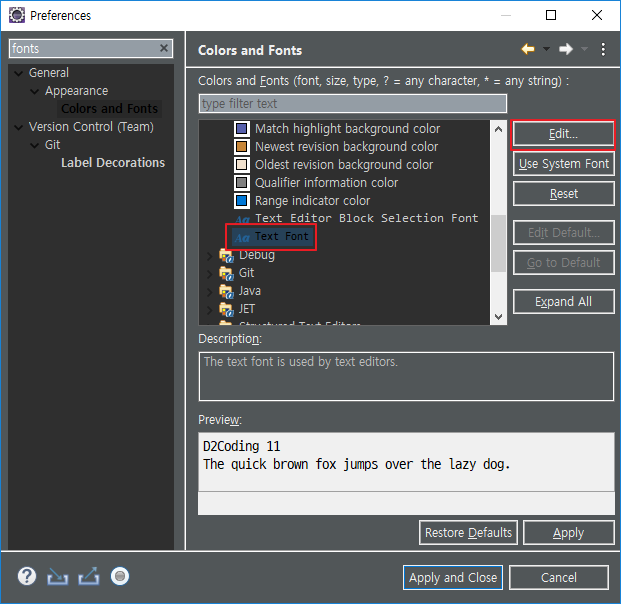 Preferences
fonts
General
Appearance
Colors and Fonts
Version Control (Team)
Git
Label Decorations
Colors and Fonts
Colors and Fonts (font, size, type, ? = any character, * = any string) :
type filter text
Match highlight background color
Newest revision background color
Oldest revision background color
Qualifier information color
Range indicator color
Aa Text Editor Block Selection Font
Aa Text Font
Debug
Git
Java
JET
Structured Text Editors
Edit...
Use System Font
Reset
Edit Default...
Go to Default
Expand All
Description:
The text font is used by text editors.
Preview:
D2Coding 11
The quick brown fox jumps over the lazy dog.
Restore Defaults
Apply
Apply and Close
Cancel